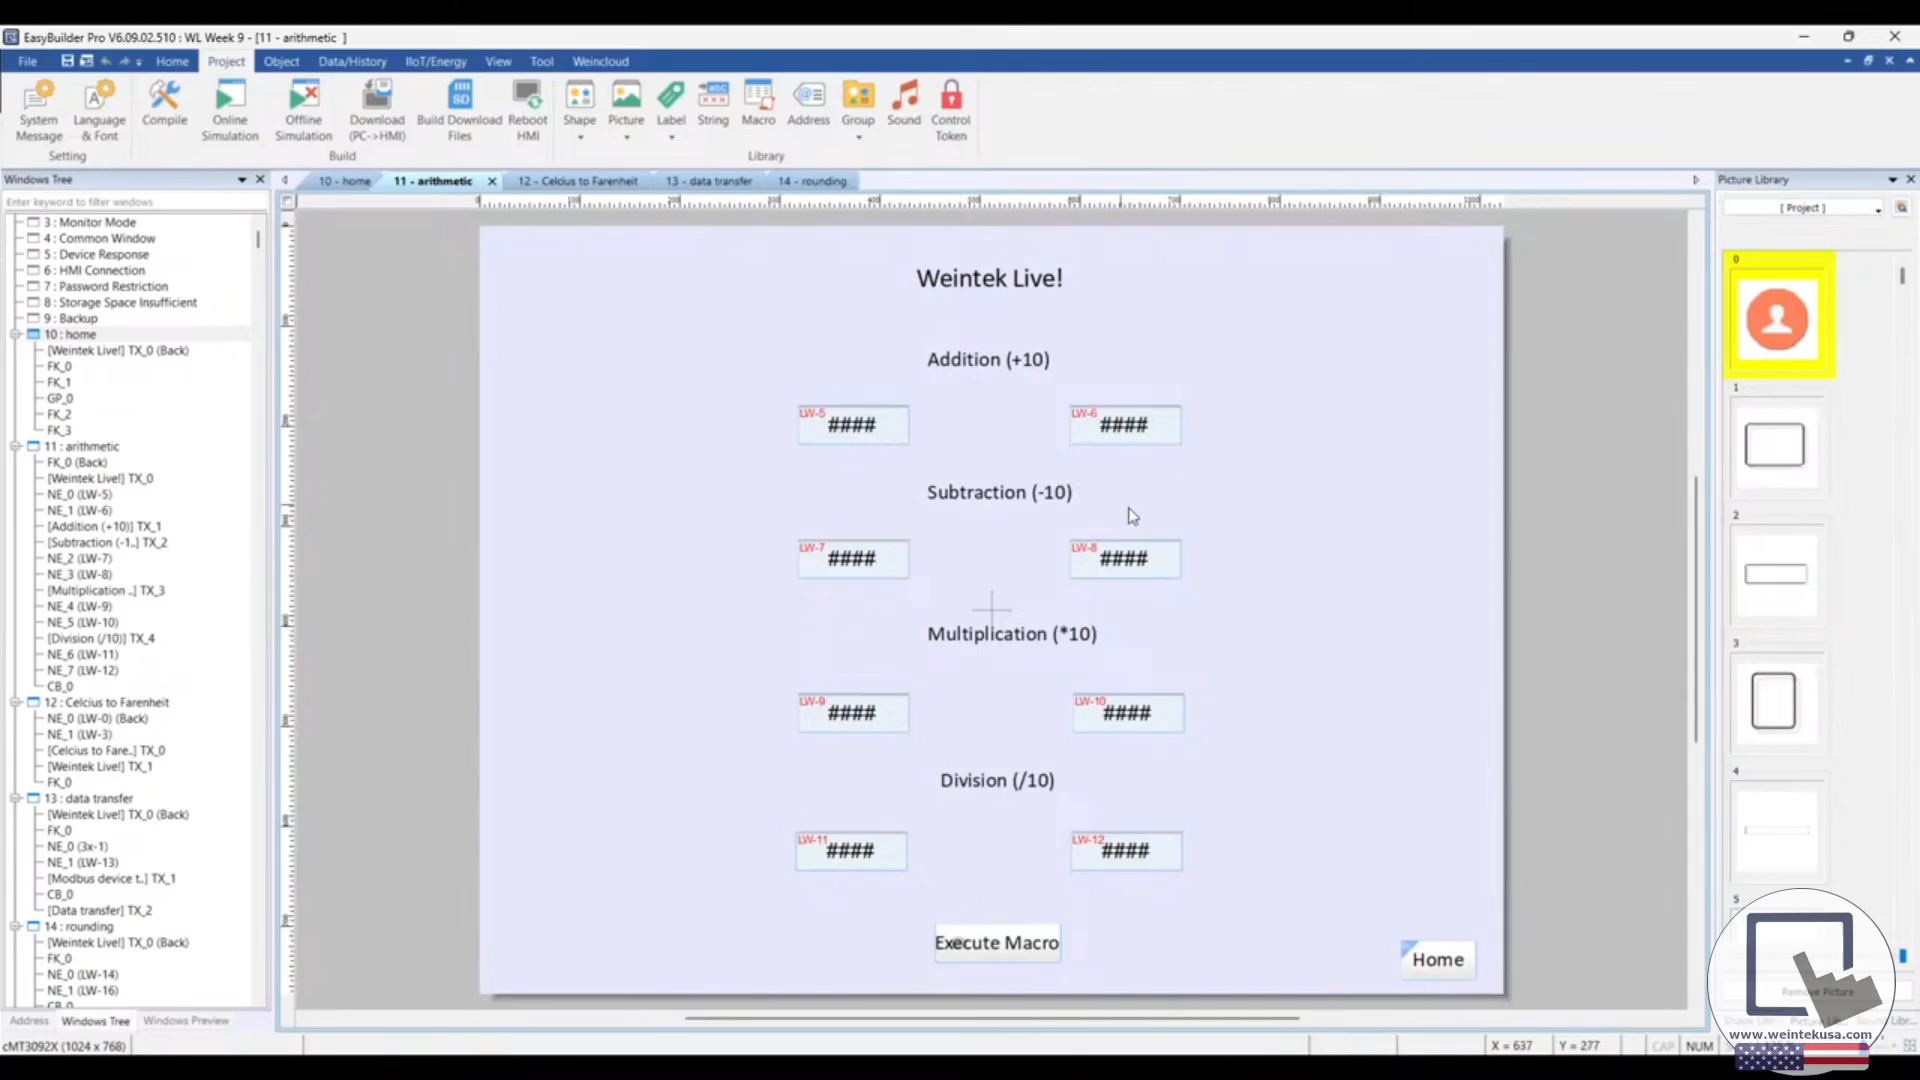 EasyBuilder Pro V6.09.02.510 : WL Week 9 - [11 - arithmetic ]
File Home Project Object Data/History IIoT/Energy View Tool Weincloud
System Message
Language & Font
Compile
Online Simulation
Offline Simulation
Download (PC->HMI)
Build Download Files
Reboot HMI
Shape
Picture
Label
String
Macro
Address
Group
Sound
Control Token
Setting Build Library
Windows Tree
Enter keyword to filter windows
3 : Monitor Mode
4 : Common Window
5 : Device Response
6 : HMI Connection
7 : Password Restriction
8 : Storage Space Insufficient
9 : Backup
10 : home
[Weintek Live!] TX_0 (Back)
FK_0
FK_1
GP_0
FK_2
FK_3
11 : arithmetic
FK_0 (Back)
[Weintek Live!] TX_0
NE_0 (LW-5)
NE_1 (LW-6)
[Addition (+10)] TX_1
[Subtraction (-1..] TX_2
NE_2 (LW-7)
NE_3 (LW-8)
[Multiplication ..] TX_3
NE_4 (LW-9)
NE_5 (LW-10)
[Division (/10)] TX_4
NE_6 (LW-11)
NE_7 (LW-12)
CB_0
12 : Celcius to Farenheit
NE_0 (LW-0) (Back)
NE_1 (LW-3)
[Celcius to Fare..] TX_0
[Weintek Live!] TX_1
FK_0
13 : data transfer
[Weintek Live!] TX_0 (Back)
FK_0
NE_0 (3x-1)
NE_1 (LW-13)
[Modbus device t..] TX_1
CB_0
[Data transfer] TX_2
14 : rounding
[Weintek Live!] TX_0 (Back)
FK_0
NE_0 (LW-14)
NE_1 (LW-16)
CB_0
Address Windows Tree Windows Preview
10 - home 11 - arithmetic 12 - Celcius to Farenheit 13 - data transfer 14 - rounding
Weintek Live!
Addition (+10)
LW-5 #### LW-6 ####
Subtraction (-10)
LW-7 #### LW-8 ####
Multiplication (*10)
LW-9 #### LW-10 ####
Division (/10)
LW-11 #### LW-12 ####
Execute Macro
Home
Picture Library
[ Project ]
0
1
2
3
4
5
Remove Picture
www.weintekusa.com
cMT3092X (1024 x 768) X = 637 Y = 277 CAP NUM